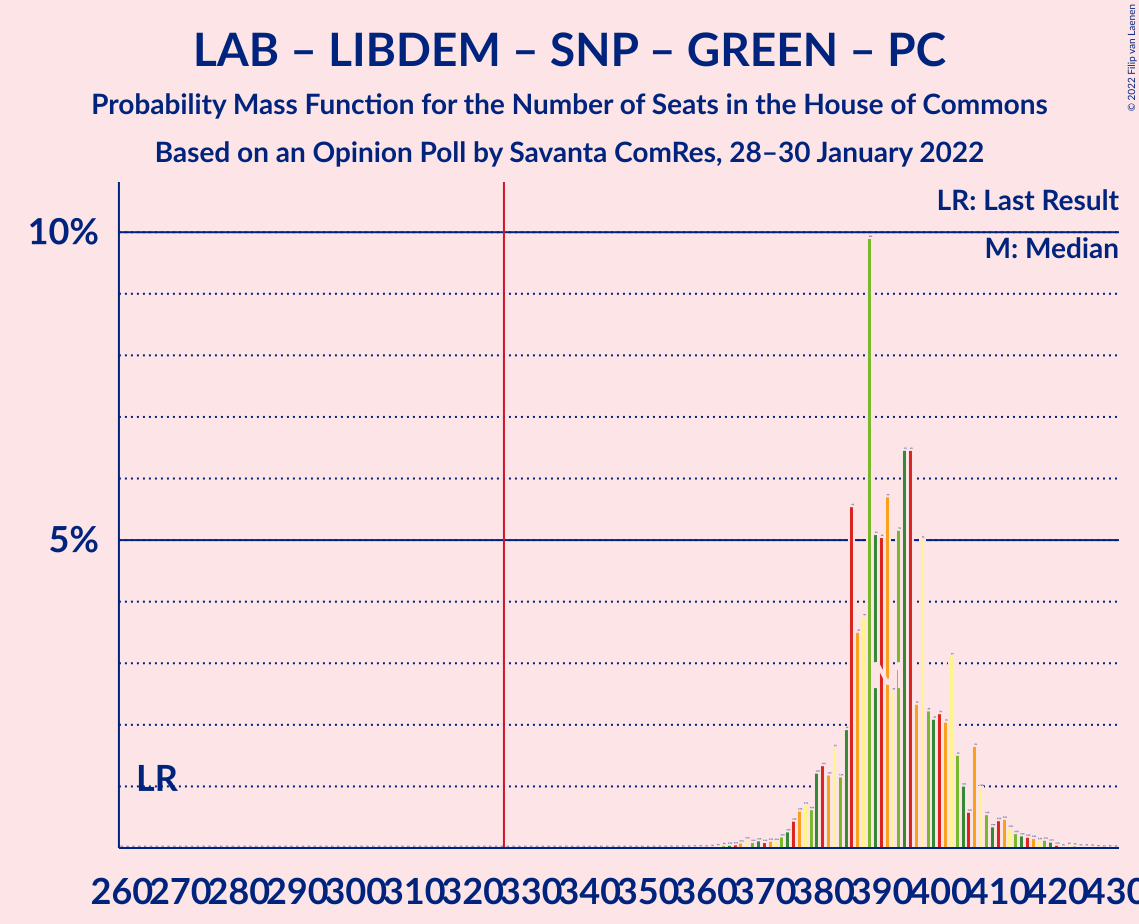 LAB – LIBDEM – SNP – GREEN – PC
Probability Mass Function for the Number of Seats in the House of Commons
Based on an Opinion Poll by Savanta ComRes, 28–30 January 2022
© 2022 Filip van Laenen
LR: Last Result
M: Median
10%
5%
LR
M
260 270 280 290 300 310 320 330 340 350 360 370 380 390 400 410 420 430